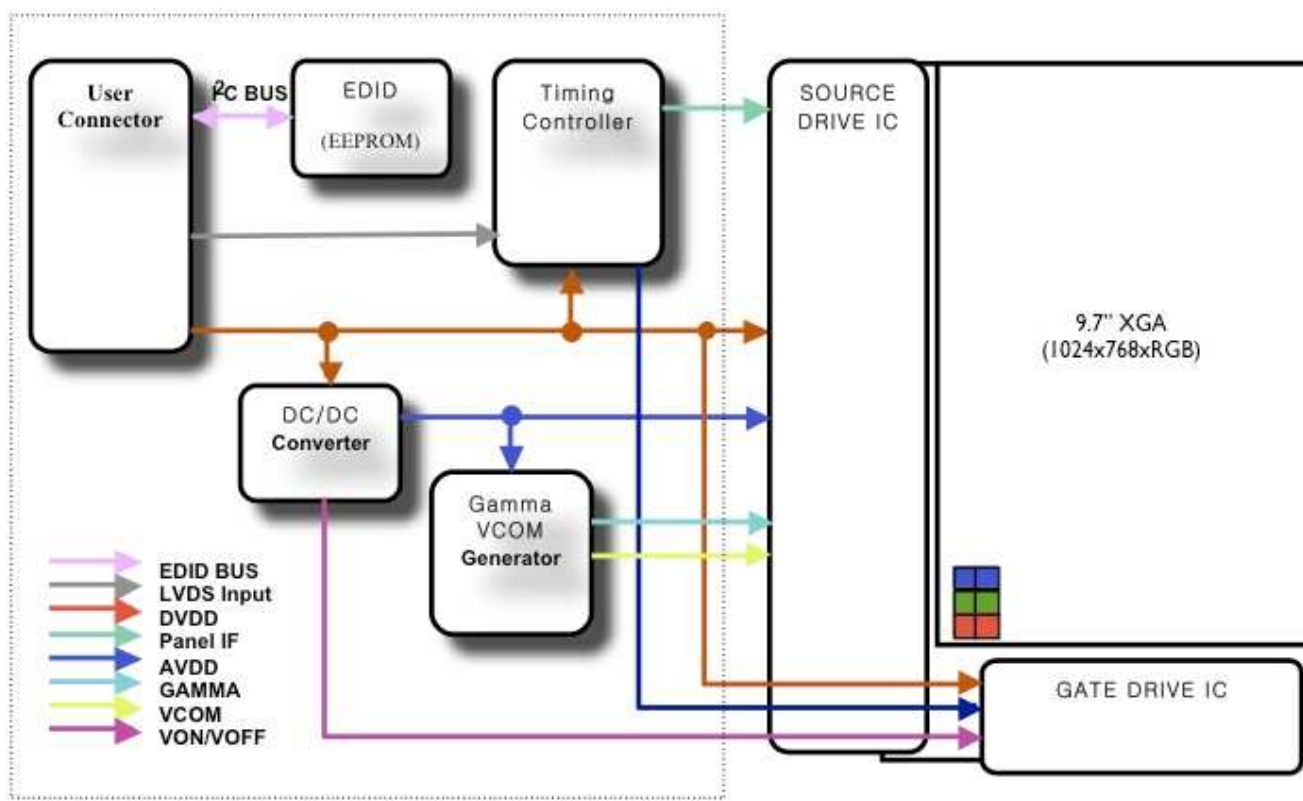 User
Connector
I²C BUS
EDID
(EEPROM)
Timing
Controller
SOURCE
DRIVE IC
9.7” XGA
(1024x768xRGB)
DC/DC
Converter
Gamma
VCOM
Generator
EDID BUS
LVDS Input
DVDD
Panel IF
AVDD
GAMMA
VCOM
VON/VOFF
GATE DRIVE IC